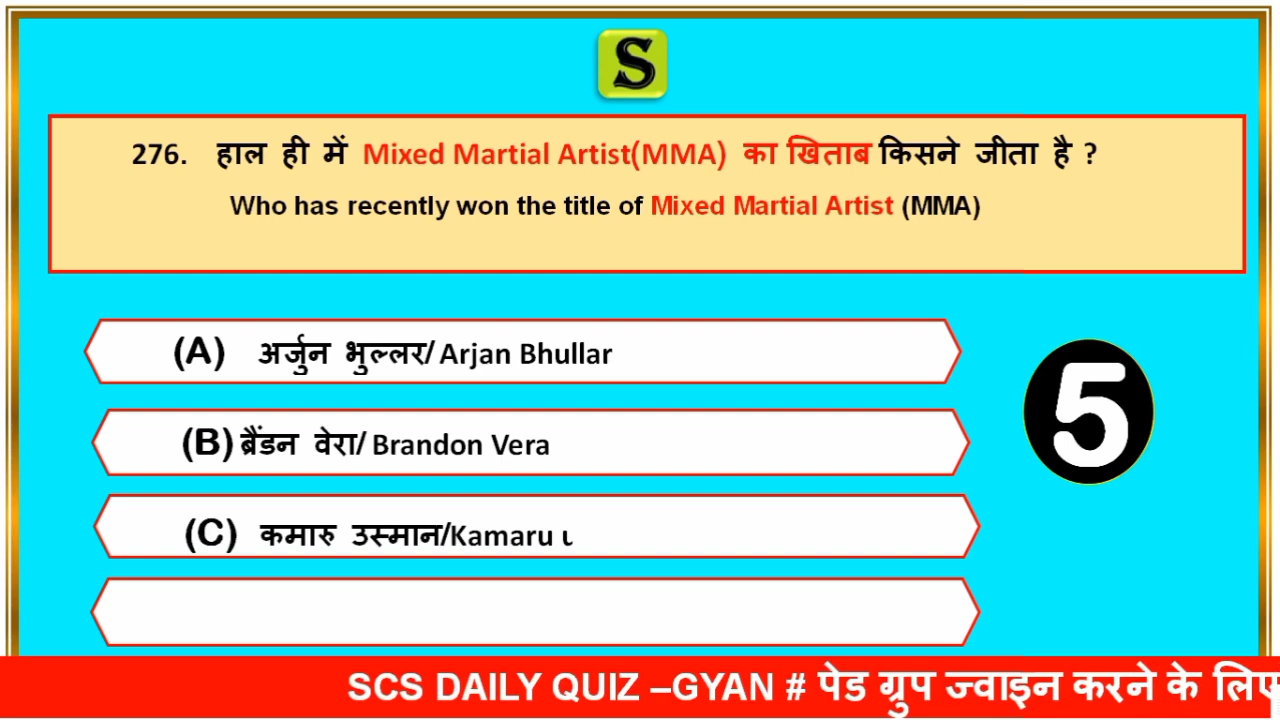 S
276. हाल ही में Mixed Martial Artist(MMA) का खिताब किसने जीता है ?
Who has recently won the title of Mixed Martial Artist (MMA)
(A) अर्जुन भुल्लर/ Arjan Bhullar
(B) ब्रैंडन वेरा/ Brandon Vera
5
(C) कमारु उस्मान/Kamaru
SCS DAILY QUIZ –GYAN # पेड ग्रुप ज्वाइन करने के लिए